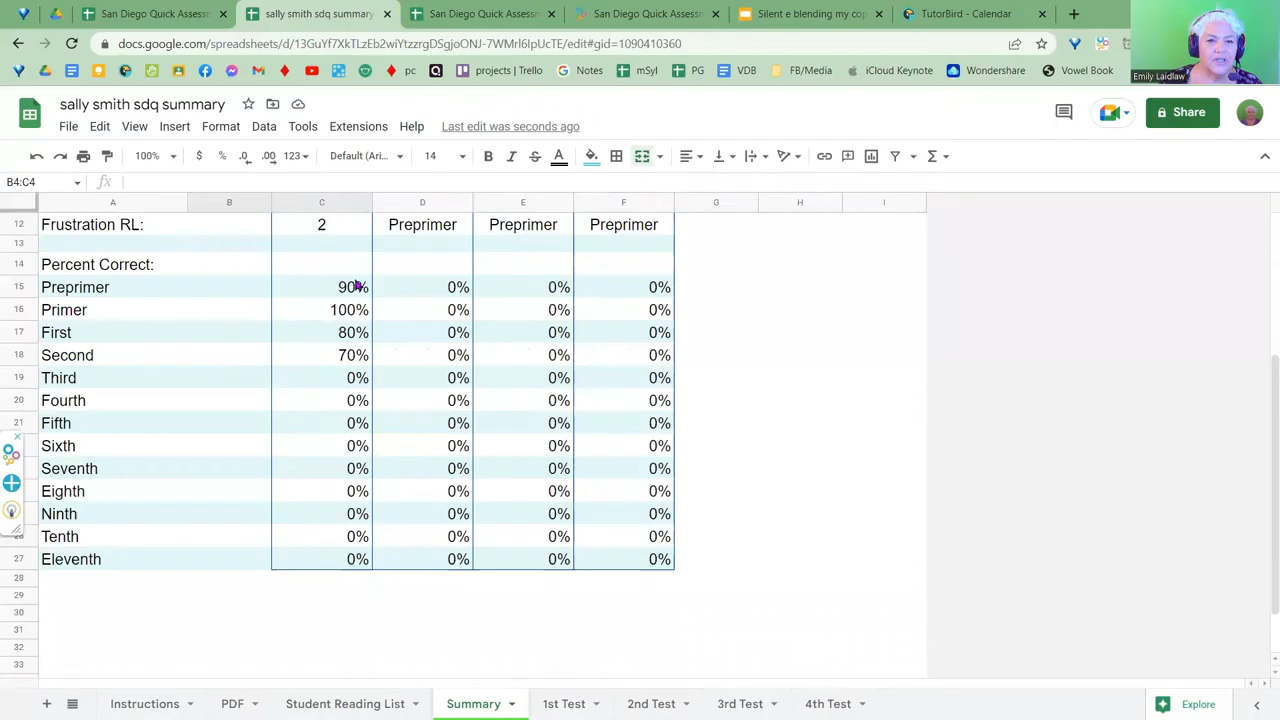 San Diego Quick Assessm
sally smith sdq summary
San Diego Quick Assessm
San Diego Quick Assessm
Silent e blending my cop
TutorBird - Calendar
docs.google.com/spreadsheets/d/13GuYf7XkTLzEb2wiYtzzrgDSgjoONJ-7WMrl6IpUcTE/edit#gid=1090410360
pc
projects | Trello
Notes
mSyl
PG
VDB
FB/Media
iCloud Keynote
Wondershare
Vowel Book
Emily Laidlaw
sally smith sdq summary
File Edit View Insert Format Data Tools Extensions Help Last edit was seconds ago
Share
100% $ % .0 .00 123 Default (Ari... 14 B I S A
B4:C4 fx
A B C D E F G H I
12 Frustration RL: 2 Preprimer Preprimer Preprimer
13
14 Percent Correct:
15 Preprimer 90% 0% 0% 0%
16 Primer 100% 0% 0% 0%
17 First 80% 0% 0% 0%
18 Second 70% 0% 0% 0%
19 Third 0% 0% 0% 0%
20 Fourth 0% 0% 0% 0%
21 Fifth 0% 0% 0% 0%
Sixth 0% 0% 0% 0%
Seventh 0% 0% 0% 0%
Eighth 0% 0% 0% 0%
Ninth 0% 0% 0% 0%
Tenth 0% 0% 0% 0%
27 Eleventh 0% 0% 0% 0%
28
29
30
31
32
33
Instructions PDF Student Reading List Summary 1st Test 2nd Test 3rd Test 4th Test Explore